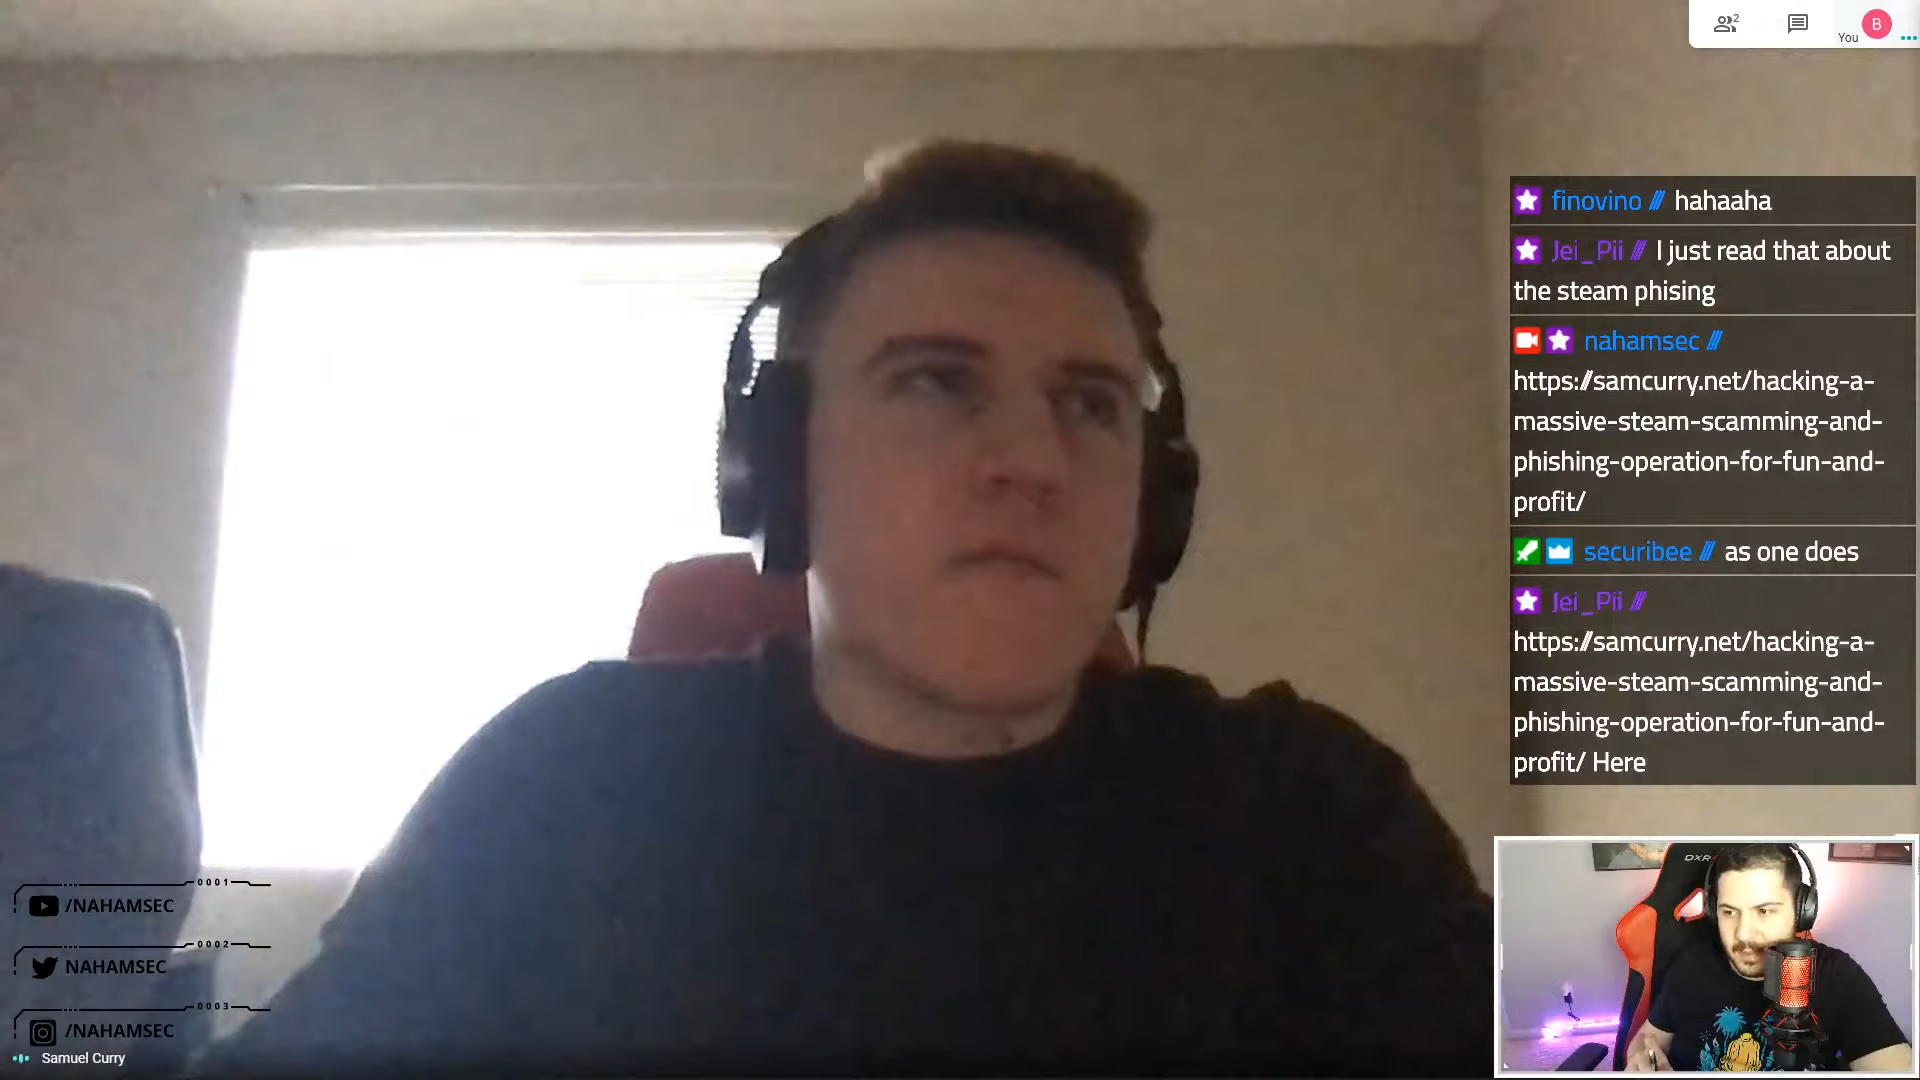 2
You
B
finovino /// hahaaha
Jei_Pii /// I just read that about
the steam phising
nahamsec ///
https://samcurry.net/hacking-a-
massive-steam-scamming-and-
phishing-operation-for-fun-and-
profit/
securibee /// as one does
Jei_Pii ///
https://samcurry.net/hacking-a-
massive-steam-scamming-and-
phishing-operation-for-fun-and-
profit/ Here
DXR
0001
/NAHAMSEC
0002
NAHAMSEC
0003
/NAHAMSEC
Samuel Curry